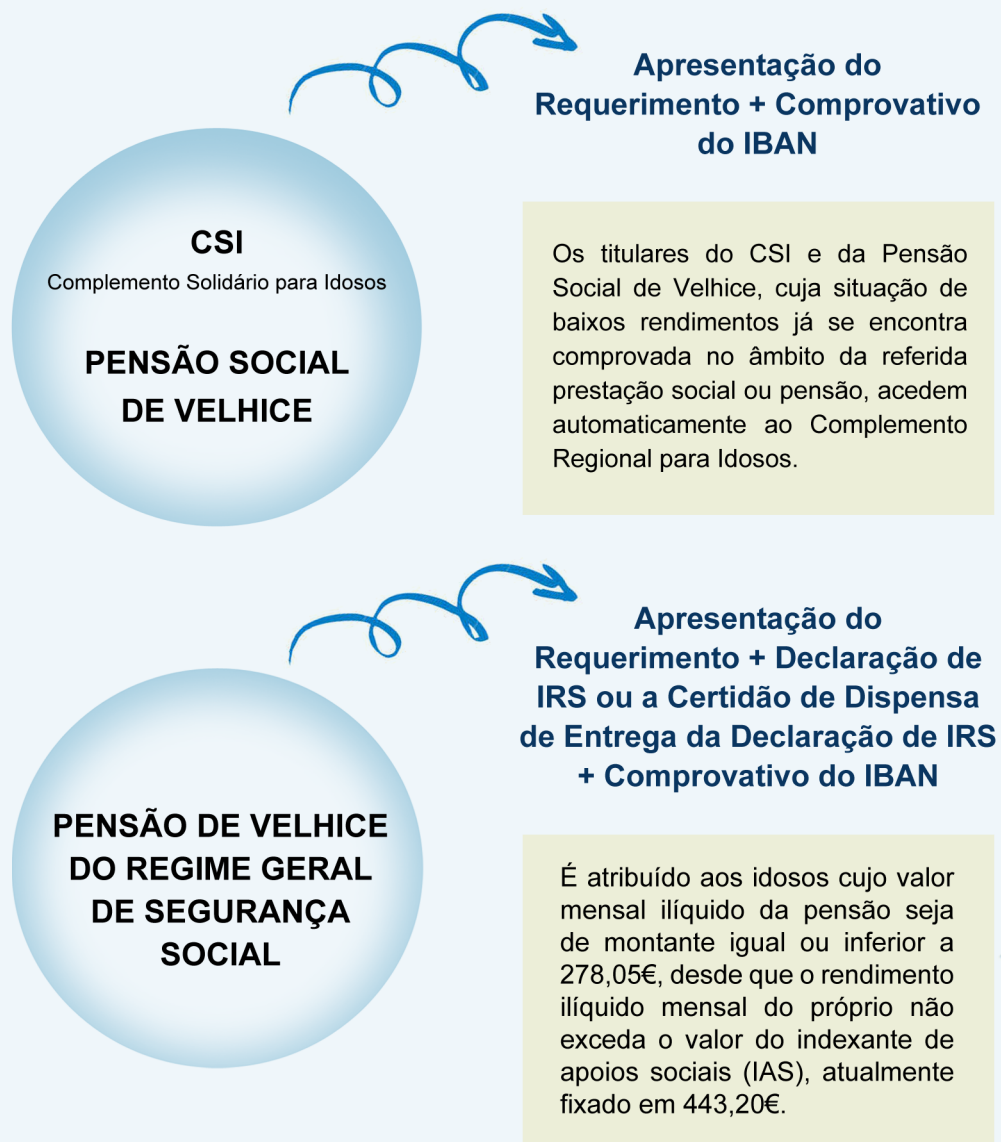 Apresentação do
Requerimento + Comprovativo
do IBAN
CSI
Complemento Solidário para Idosos
PENSÃO SOCIAL
DE VELHICE
Os titulares do CSI e da Pensão
Social de Velhice, cuja situação de
baixos rendimentos já se encontra
comprovada no âmbito da referida
prestação social ou pensão, acedem
automaticamente ao Complemento
Regional para Idosos.
Apresentação do
Requerimento + Declaração de
IRS ou a Certidão de Dispensa
de Entrega da Declaração de IRS
+ Comprovativo do IBAN
PENSÃO DE VELHICE
DO REGIME GERAL
DE SEGURANÇA
SOCIAL
É atribuído aos idosos cujo valor
mensal ilíquido da pensão seja
de montante igual ou inferior a
278,05€, desde que o rendimento
ilíquido mensal do próprio não
exceda o valor do indexante de
apoios sociais (IAS), atualmente
fixado em 443,20€.